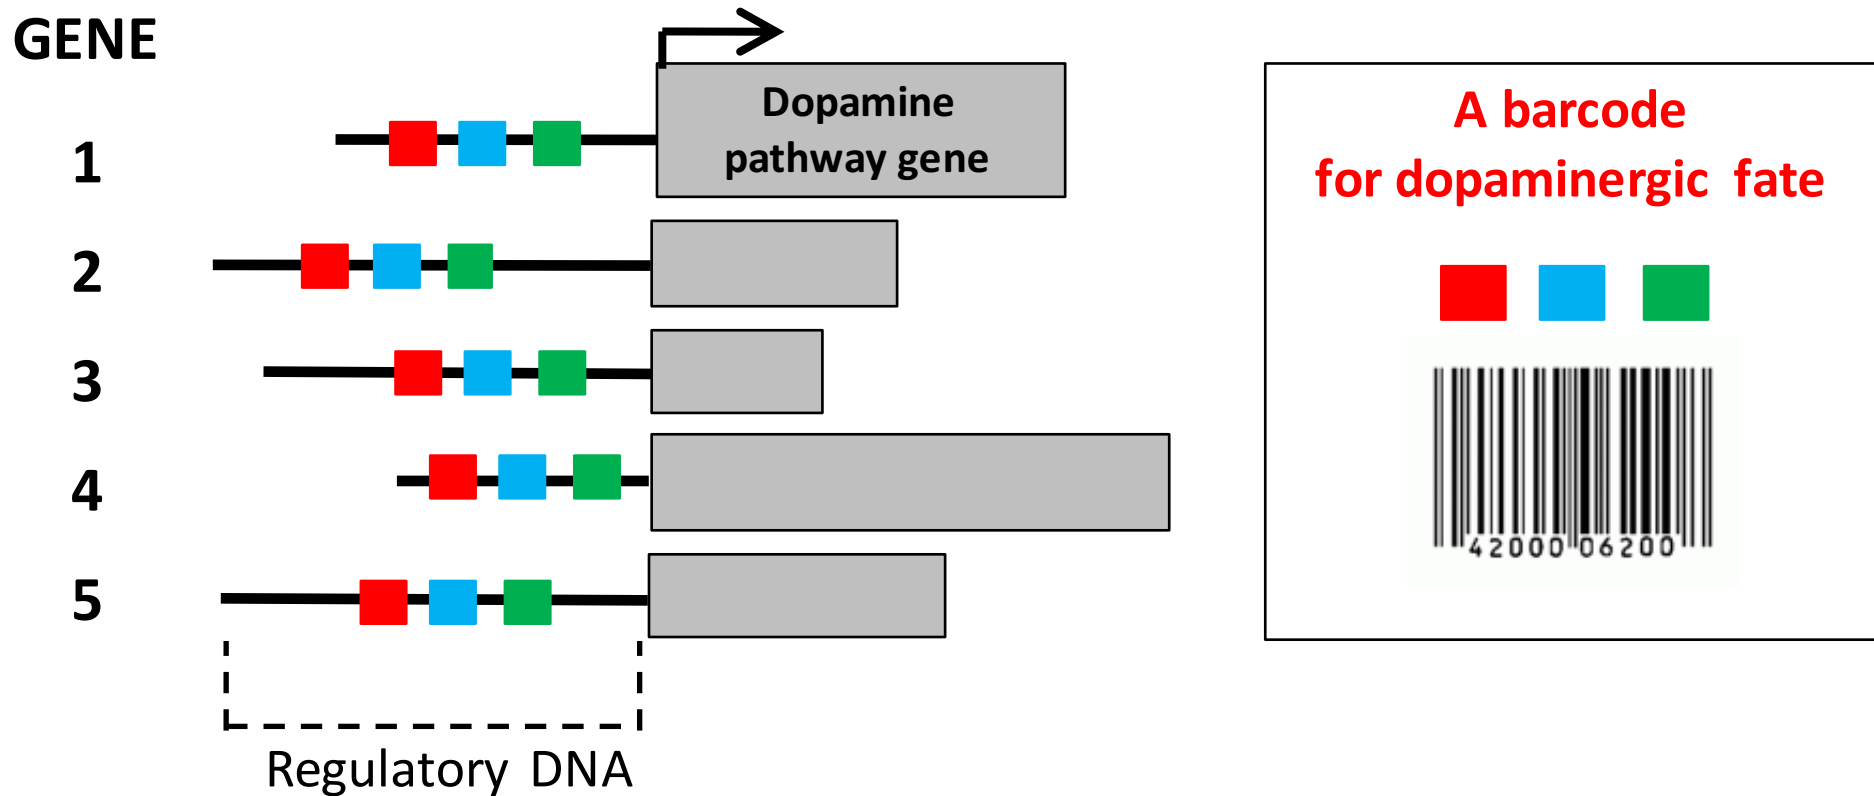 GENE
1
Dopamine
pathway gene
2
3
4
5
Regulatory DNA
A barcode
for dopaminergic fate
42000 06200